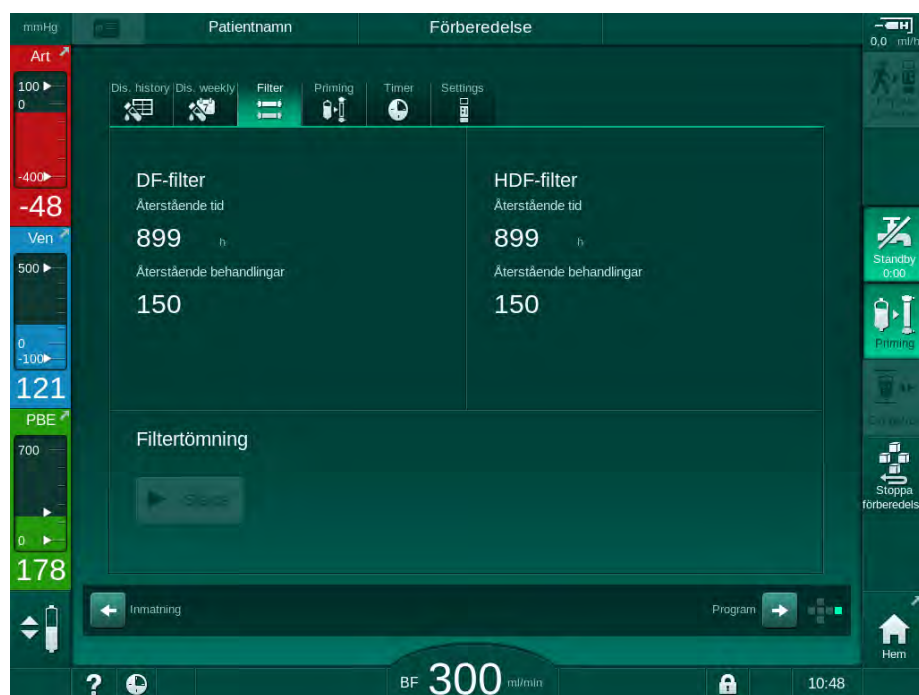 mmHg
Patientnamn
Förberedelse
0,0 ml/h
Art
100
0
-400
-48
Ven
500
0
-100
121
PBE
700
0
178
Dis. history
Dis. weekly
Filter
Priming
Timer
Settings
DF-filter
Återstående tid
899 h
Återstående behandlingar
150
HDF-filter
Återstående tid
899 h
Återstående behandlingar
150
Filtertömning
Starta
Inmatning
Program
Standby
0:00
Priming
Stoppa
förberedels
Hem
?
BF 300 ml/min
10:48